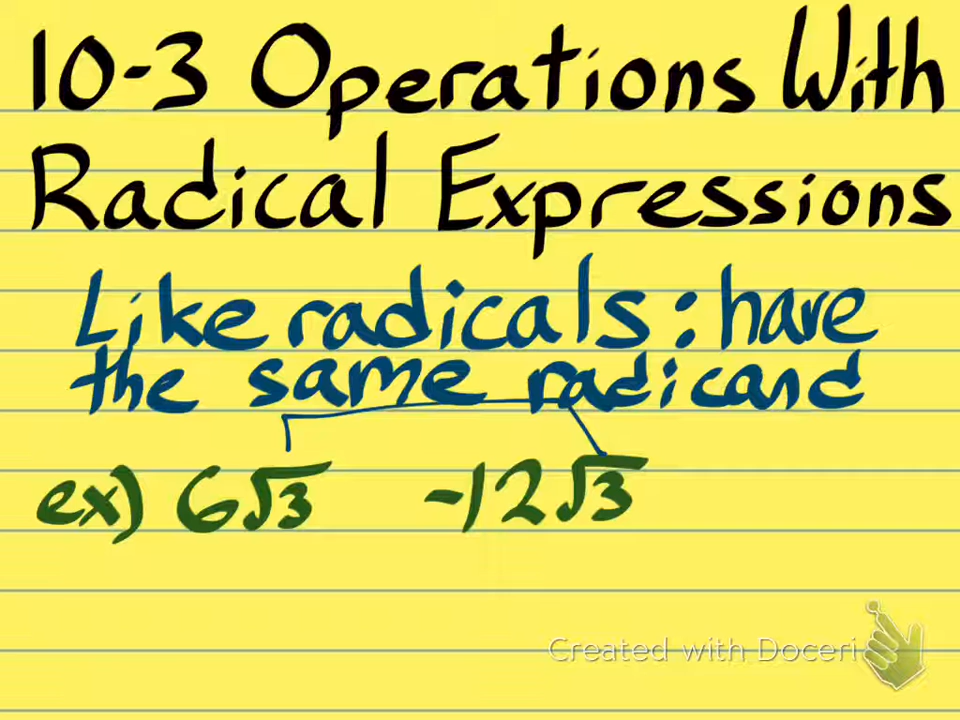 10-3 Operations With
Radical Expressions
Like radicals: have
the same radicand
ex) 6√3 -12√3
Created with Doceri